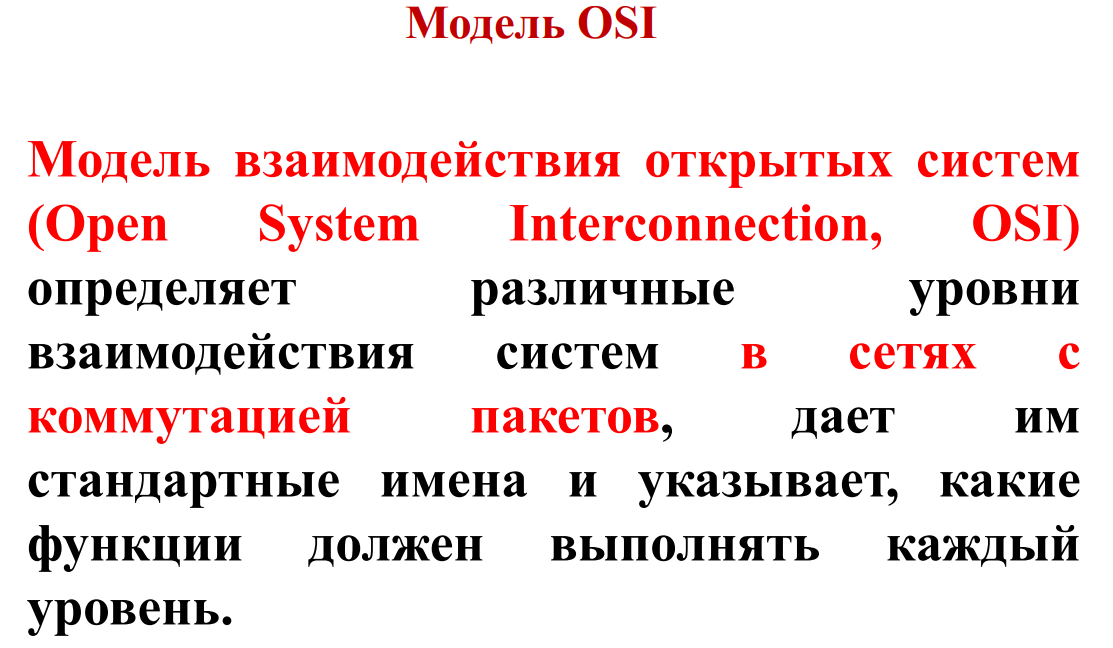 Модель OSI
Модель взаимодействия открытых систем
(Open System Interconnection, OSI)
определяет различные уровни
взаимодействия систем в сетях с
коммутацией пакетов, дает им
стандартные имена и указывает, какие
функции должен выполнять каждый
уровень.